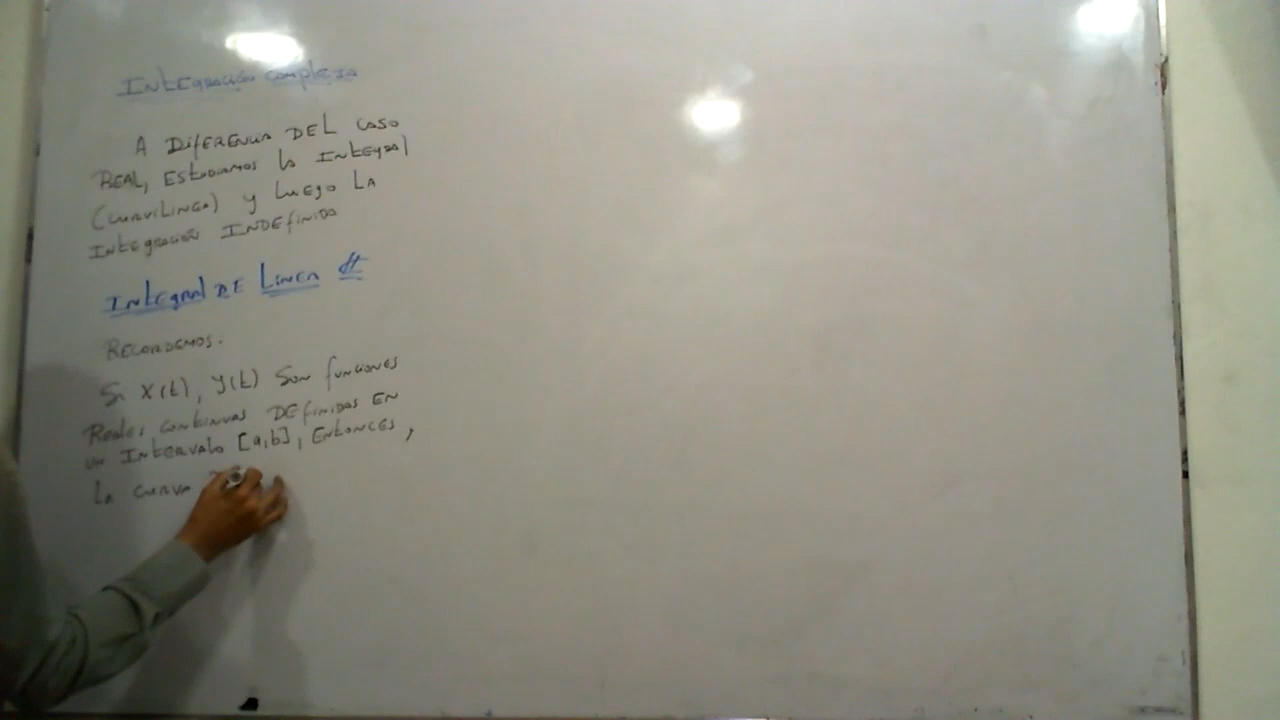 Integración Compleja
A DIFERENCIA DEL CASO
REAL, Estudiamos la Integral
(CURVILINEA) y Luego LA
Integración INDEFINIDA
Integral DE Linea #
RECORDEMOS.
Si X(t), y(t) Son funciones
Reales continuas DEfinidas EN
un Intervalo [a,b], ENTONCES,
La curva